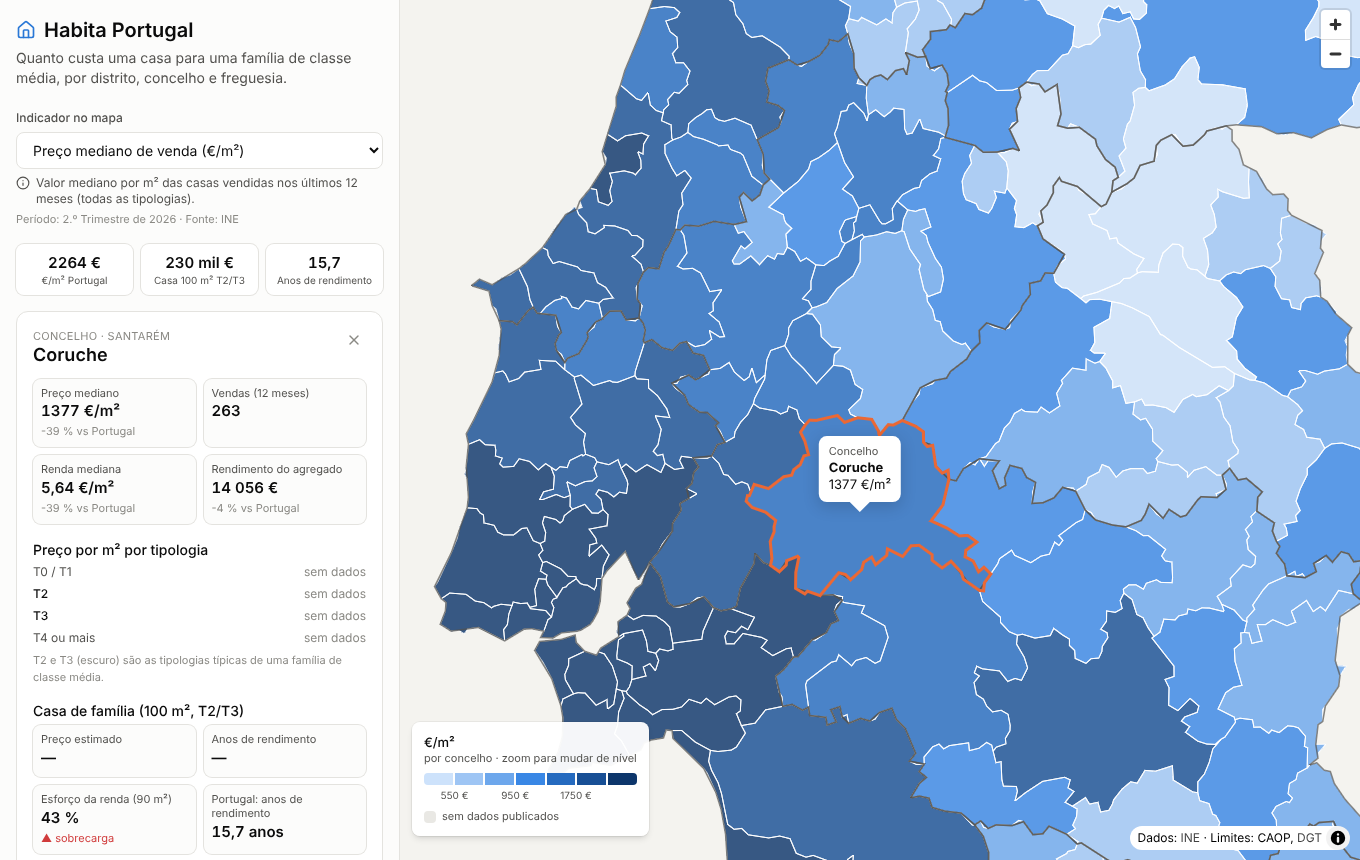 Habita Portugal
Quanto custa uma casa para uma família de classe
média, por distrito, concelho e freguesia.
Indicador no mapa
Preço mediano de venda (€/m²)
Valor mediano por m² das casas vendidas nos últimos 12
meses (todas as tipologias).
Período: 2.º Trimestre de 2026 · Fonte: INE
2264 €
€/m² Portugal
230 mil €
Casa 100 m² T2/T3
15,7
Anos de rendimento
CONCELHO · SANTARÉM
Coruche
Preço mediano
1377 €/m²
-39 % vs Portugal
Vendas (12 meses)
263
Renda mediana
5,64 €/m²
-39 % vs Portugal
Rendimento do agregado
14 056 €
-4 % vs Portugal
Preço por m² por tipologia
T0 / T1 sem dados
T2 sem dados
T3 sem dados
T4 ou mais sem dados
T2 e T3 (escuro) são as tipologias típicas de uma família de
classe média.
Casa de família (100 m², T2/T3)
Preço estimado
—
Anos de rendimento
—
Esforço da renda (90 m²)
43 %
▲ sobrecarga
Portugal: anos de
rendimento
15,7 anos
Concelho
Coruche
1377 €/m²
€/m²
por concelho · zoom para mudar de nível
550 € 950 € 1750 €
sem dados publicados
Dados: INE · Limites: CAOP, DGT